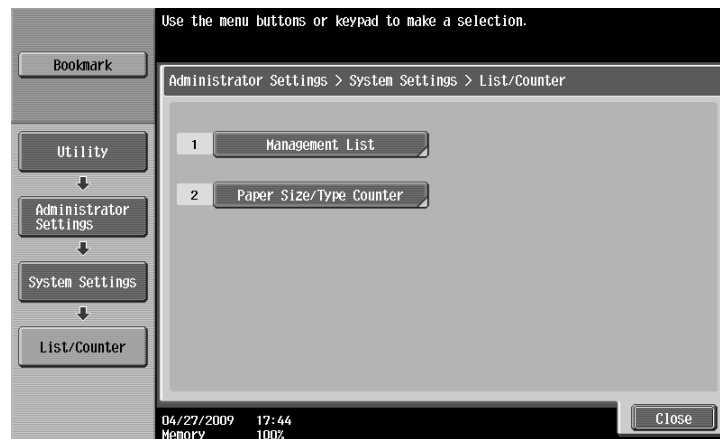 Use the menu buttons or keypad to make a selection.
Bookmark
Administrator Settings > System Settings > List/Counter
Utility
Administrator
Settings
System Settings
List/Counter
1 Management List
2 Paper Size/Type Counter
04/27/2009 17:44
Memory 100%
Close